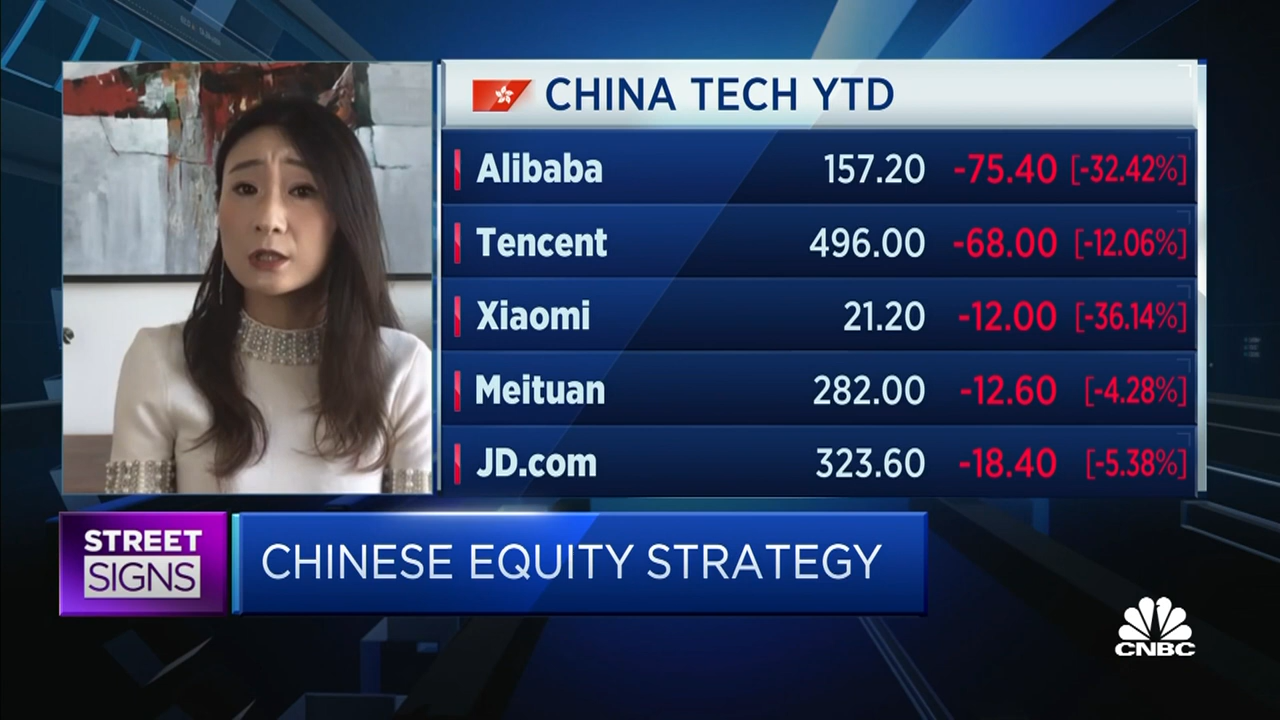 CHINA TECH YTD
Alibaba 157.20 -75.40 [-32.42%]
Tencent 496.00 -68.00 [-12.06%]
Xiaomi 21.20 -12.00 [-36.14%]
Meituan 282.00 -12.60 [-4.28%]
JD.com 323.60 -18.40 [-5.38%]
STREET
SIGNS
CHINESE EQUITY STRATEGY
CNBC